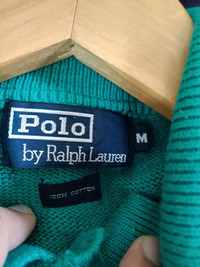 Polo
by Ralph Lauren
M
100% COTTON